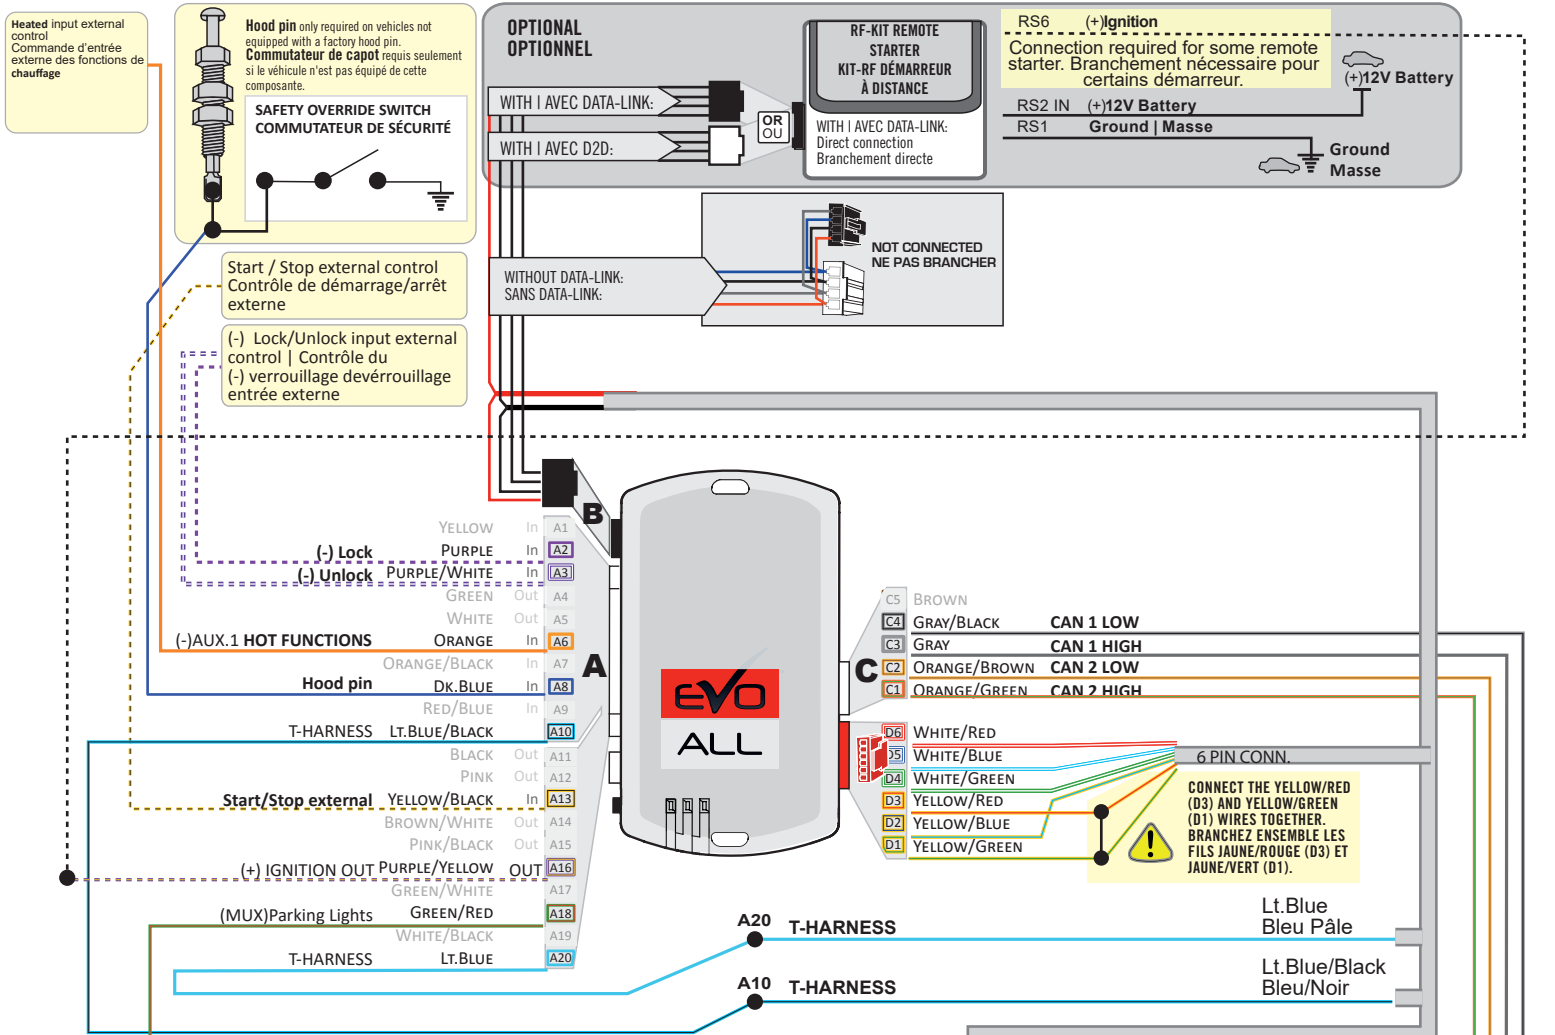 Heated input external
control
Commande d'entrée
externe des fonctions de
chauffage
Hood pin only required on vehicles not
equipped with a factory hood pin.
Commutateur de capot requis seulement
si le véhicule n'est pas équipé de cette
composante.
SAFETY OVERRIDE SWITCH
COMMUTATEUR DE SÉCURITÉ
Start / Stop external control
Contrôle de démarrage/arrêt
externe
(-) Lock/Unlock input external
control | Contrôle du
(-) verrouillage devérrouillage
entrée externe
OPTIONAL
OPTIONNEL
WITH | AVEC DATA-LINK:
WITH | AVEC D2D:
OR
OU
RF-KIT REMOTE
STARTER
KIT-RF DÉMARREUR
À DISTANCE
WITH | AVEC DATA-LINK:
Direct connection
Branchement directe
RS6 (+)Ignition
Connection required for some remote
starter. Branchement nécessaire pour
certains démarreur.
(+)12V Battery
RS2 IN (+)12V Battery
RS1 Ground | Masse
Ground
Masse
WITHOUT DATA-LINK:
SANS DATA-LINK:
NOT CONNECTED
NE PAS BRANCHER
B
A
C
YELLOW In A1
(-) Lock PURPLE In A2
(-) Unlock PURPLE/WHITE In A3
GREEN Out A4
WHITE Out A5
(-)AUX.1 HOT FUNCTIONS ORANGE In A6
ORANGE/BLACK In A7
Hood pin DK.BLUE In A8
RED/BLUE In A9
T-HARNESS LT.BLUE/BLACK A10
BLACK Out A11
PINK Out A12
Start/Stop external YELLOW/BLACK In A13
BROWN/WHITE Out A14
PINK/BLACK Out A15
(+) IGNITION OUT PURPLE/YELLOW OUT A16
GREEN/WHITE A17
(MUX)Parking Lights GREEN/RED A18
WHITE/BLACK A19
T-HARNESS LT.BLUE A20
EVO
ALL
C5 BROWN
C4 GRAY/BLACK CAN 1 LOW
C3 GRAY CAN 1 HIGH
C2 ORANGE/BROWN CAN 2 LOW
C1 ORANGE/GREEN CAN 2 HIGH
D6 WHITE/RED
D5 WHITE/BLUE
D4 WHITE/GREEN
D3 YELLOW/RED
D2 YELLOW/BLUE
D1 YELLOW/GREEN
6 PIN CONN.
CONNECT THE YELLOW/RED
(D3) AND YELLOW/GREEN
(D1) WIRES TOGETHER.
BRANCHEZ ENSEMBLE LES
FILS JAUNE/ROUGE (D3) ET
JAUNE/VERT (D1).
A20 T-HARNESS
Lt.Blue
Bleu Pâle
A10 T-HARNESS
Lt.Blue/Black
Bleu/Noir